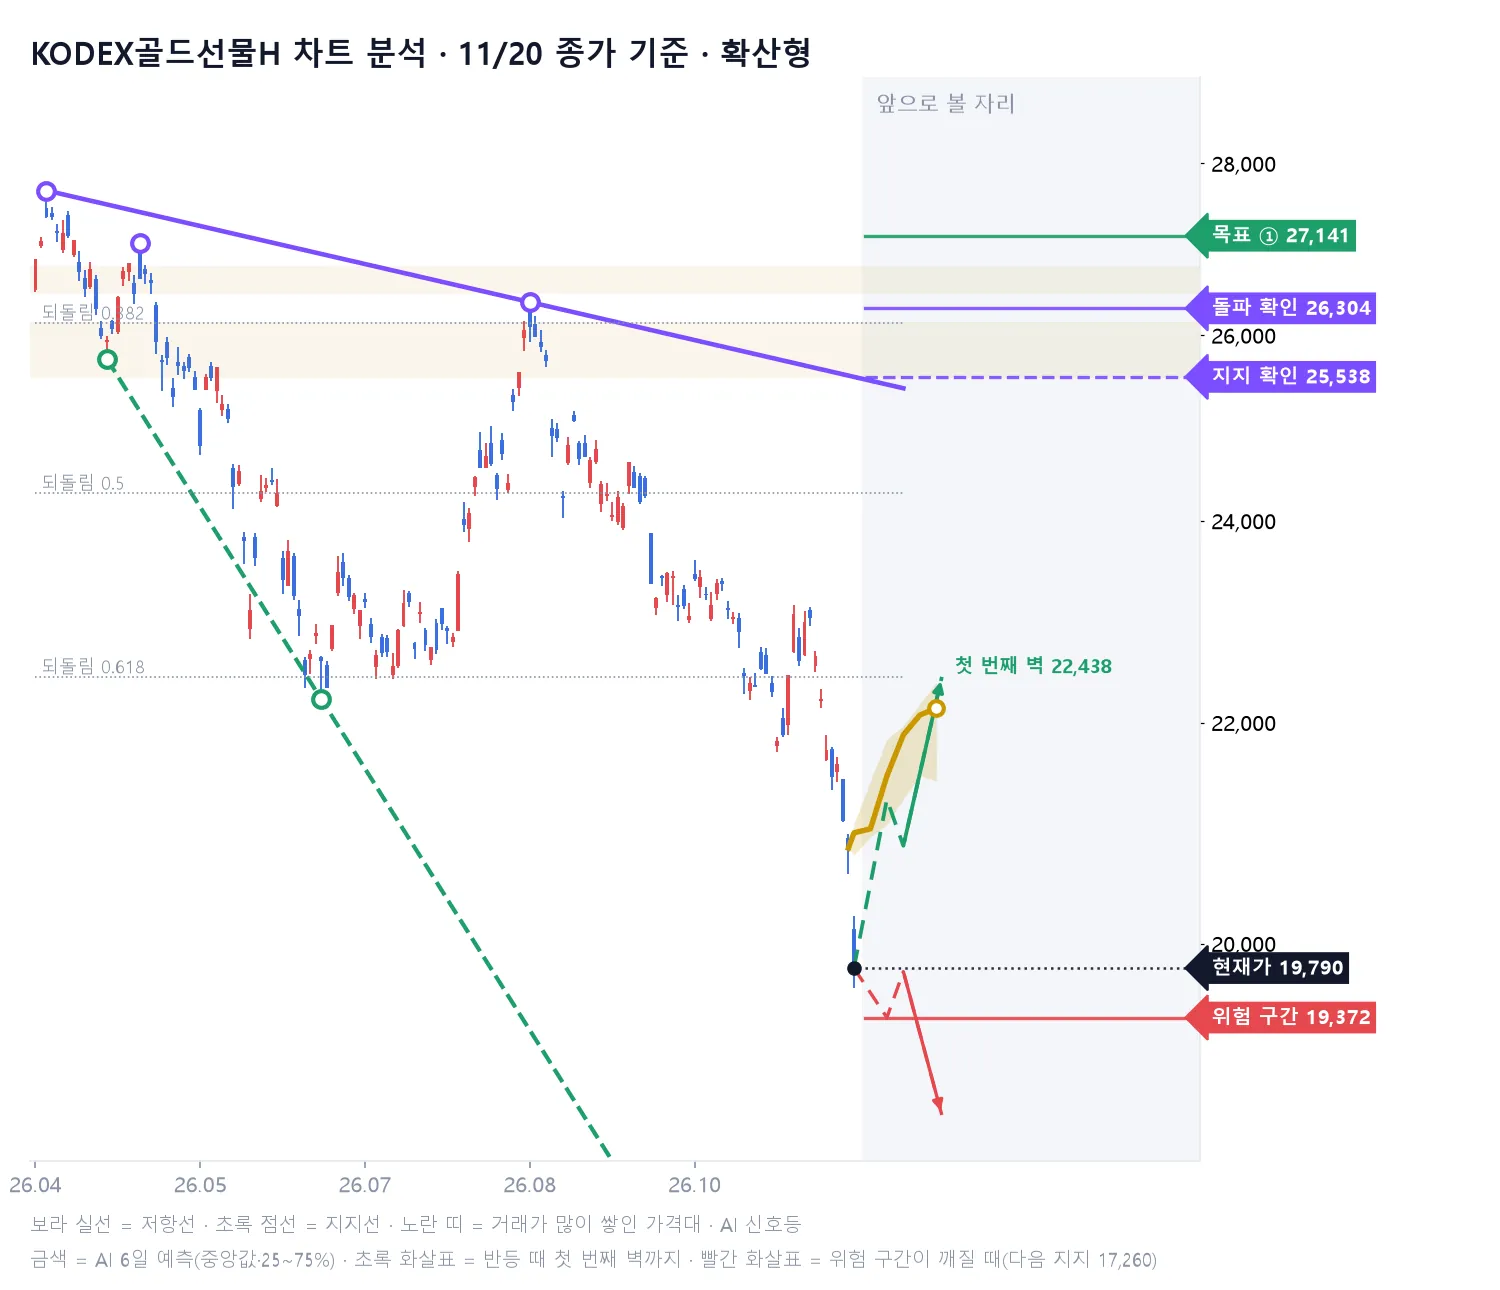 KODEX골드선물H 차트 분석 · 11/20 종가 기준 · 확산형
앞으로 볼 자리
28,000
목표 ① 27,141
돌파 확인 26,304
되돌림 0.382
26,000
지지 확인 25,538
되돌림 0.5
24,000
되돌림 0.618
첫 번째 벽 22,438
22,000
20,000
현재가 19,790
위험 구간 19,372
26.04
26.05
26.07
26.08
26.10
보라 실선 = 저항선 · 초록 점선 = 지지선 · 노란 띠 = 거래가 많이 쌓인 가격대 · AI 신호등
금색 = AI 6일 예측(중앙값·25~75%) · 초록 화살표 = 반등 때 첫 번째 벽까지 · 빨간 화살표 = 위험 구간이 깨질 때(다음 지지 17,260)